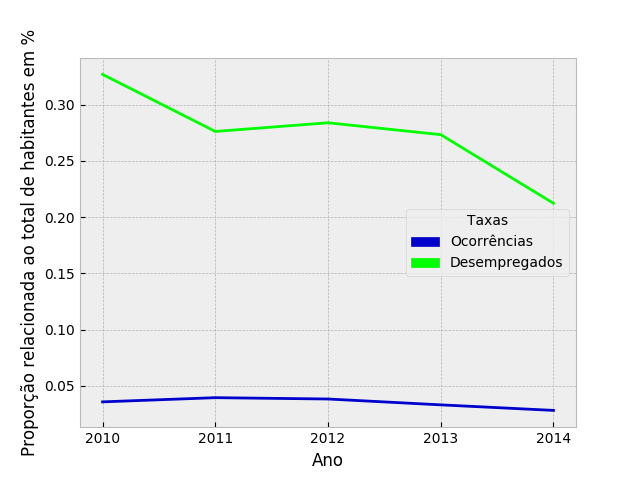 Proporção relacionada ao total de habitantes em %
0.30
0.25
0.20
0.15
0.10
0.05
Taxas
Ocorrências
Desempregados
2010 2011 2012 2013 2014
Ano